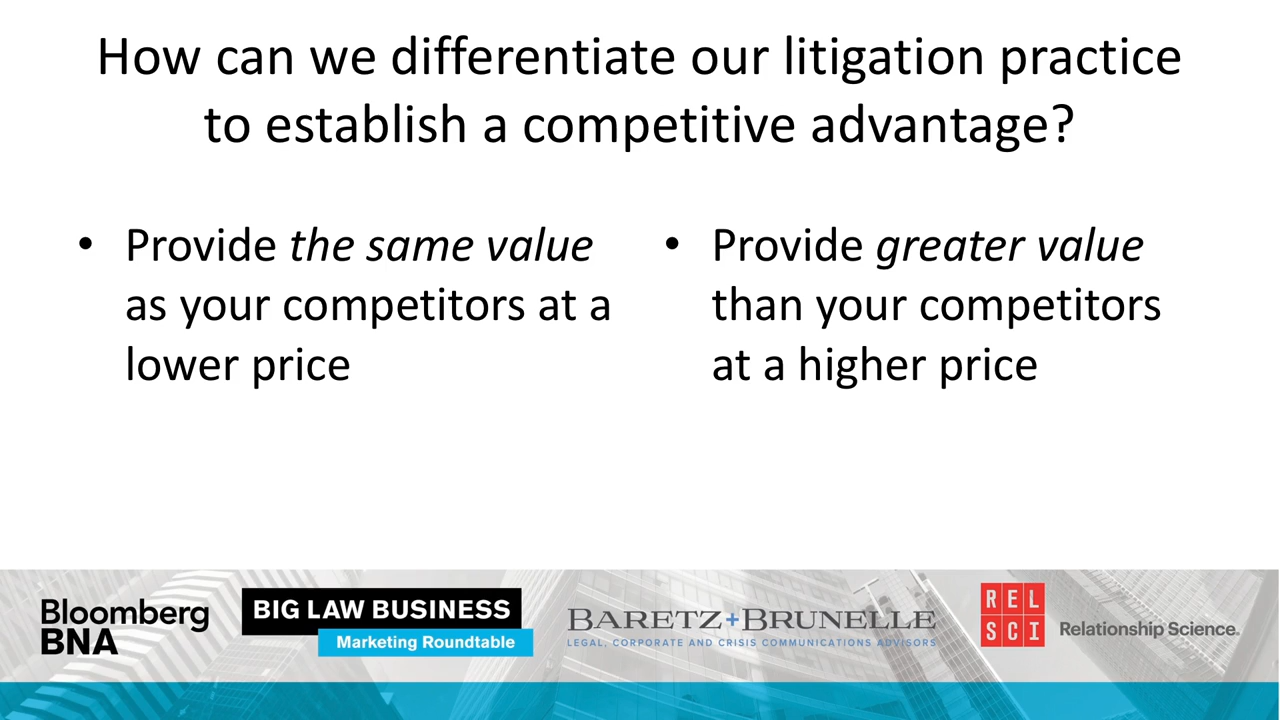 How can we differentiate our litigation practice
to establish a competitive advantage?
• Provide the same value
as your competitors at a
lower price
• Provide greater value
than your competitors
at a higher price
Bloomberg
BNA
BIG LAW BUSINESS
Marketing Roundtable
BARETZ+BRUNELLE
LEGAL, CORPORATE AND CRISIS COMMUNICATIONS ADVISORS
REL
SCI
Relationship Science.